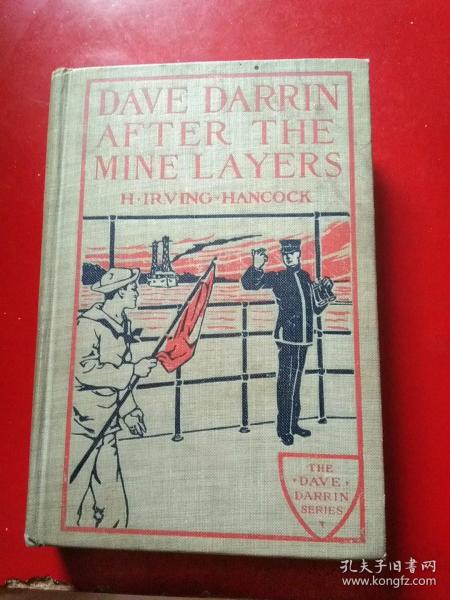 DAVE DARRIN
AFTER THE
MINE LAYERS
H·IRVING·HANCOCK
THE
·DAVE·
DARRIN
SERIES
孔夫子旧书网
www.kongfz.com